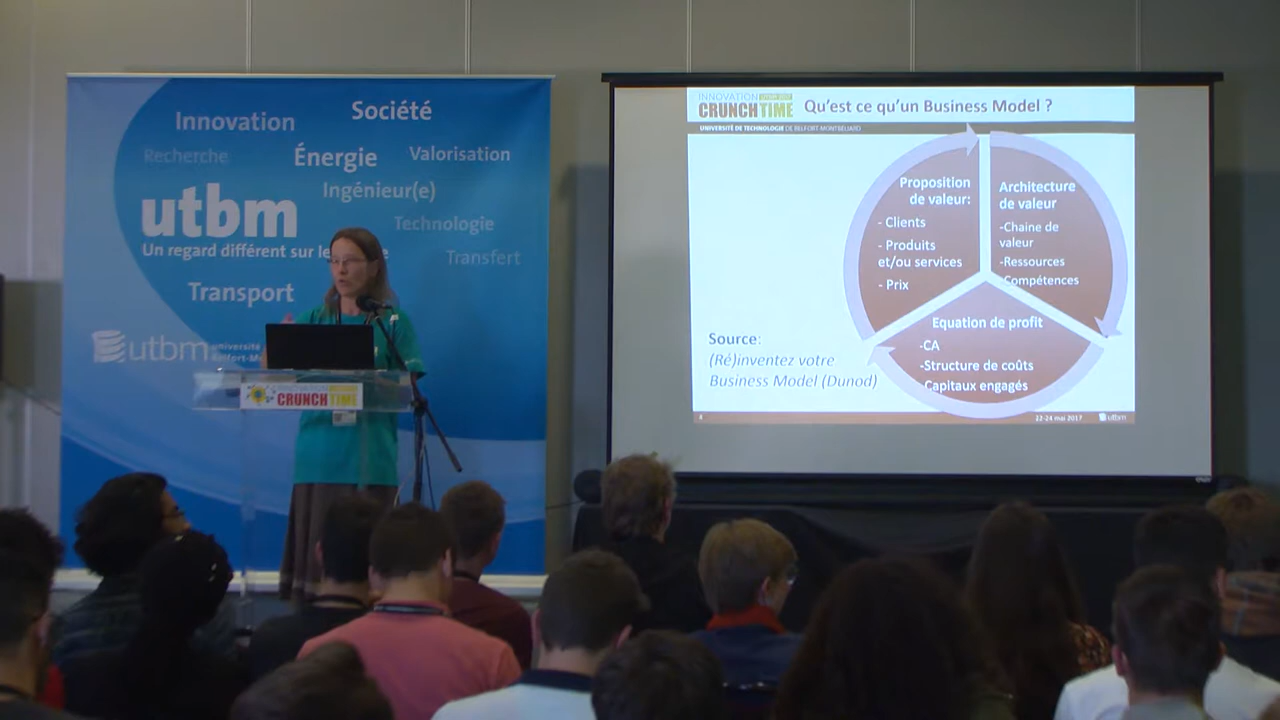 Société
Innovation
Recherche
Énergie
Valorisation
Ingénieur(e)
utbm
Technologie
Un regard différent sur le
Transfert
Transport
utbm
université
CRUNCH TIME
INNOVATION
CRUNCH TIME
Qu'est ce qu'un Business Model ?
UNIVERSITÉ DE TECHNOLOGIE DE BELFORT-MONTBÉLIARD
Proposition
de valeur:
- Clients
- Produits
et/ou services
- Prix
Architecture
de valeur
-Chaine de
valeur
-Ressources
-Compétences
Equation de profit
-CA
-Structure de coûts
-Capitaux engagés
Source:
(Ré)inventez votre
Business Model (Dunod)
22-24 mai 2017
utbm